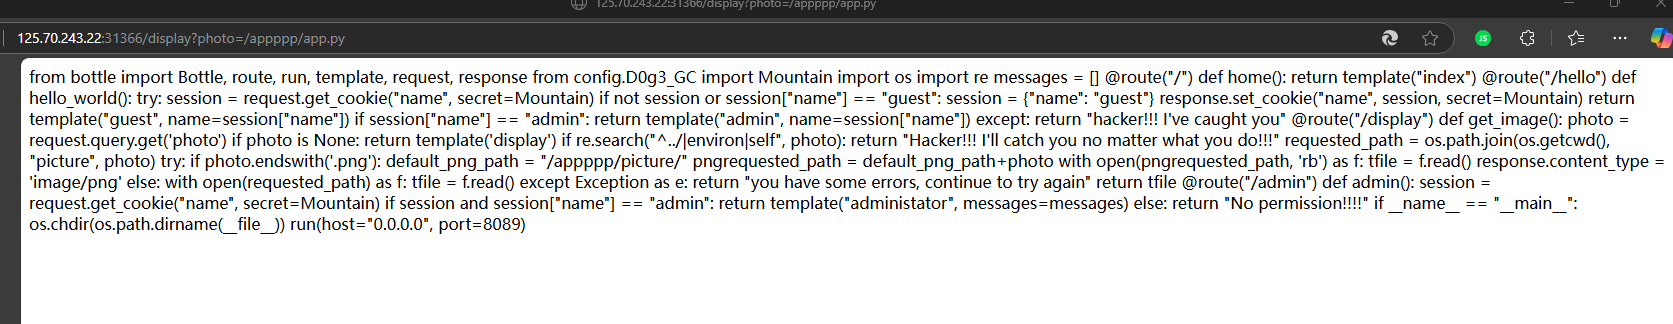 125.70.243.22:31366/display?photo=/appppp/app.py
125.70.243.22:31366/display?photo=/appppp/app.py
JS
from bottle import Bottle, route, run, template, request, response from config.D0g3_GC import Mountain import os import re messages = [] @route("/") def home(): return template("index") @route("/hello") def
hello_world(): try: session = request.get_cookie("name", secret=Mountain) if not session or session["name"] == "guest": session = {"name": "guest"} response.set_cookie("name", session, secret=Mountain) return
template("guest", name=session["name"]) if session["name"] == "admin": return template("admin", name=session["name"]) except: return "hacker!!! I've caught you" @route("/display") def get_image(): photo =
request.query.get('photo') if photo is None: return template('display') if re.search("^../|environ|self", photo): return "Hacker!!! I'll catch you no matter what you do!!!" requested_path = os.path.join(os.getcwd(),
"picture", photo) try: if photo.endswith('.png'): default_png_path = "/appppp/picture/" pngrequested_path = default_png_path+photo with open(pngrequested_path, 'rb') as f: tfile = f.read() response.content_type =
'image/png' else: with open(requested_path) as f: tfile = f.read() except Exception as e: return "you have some errors, continue to try again" return tfile @route("/admin") def admin(): session =
request.get_cookie("name", secret=Mountain) if session and session["name"] == "admin": return template("administator", messages=messages) else: return "No permission!!!!" if __name__ == "__main__":
os.chdir(os.path.dirname(__file__)) run(host="0.0.0.0", port=8089)